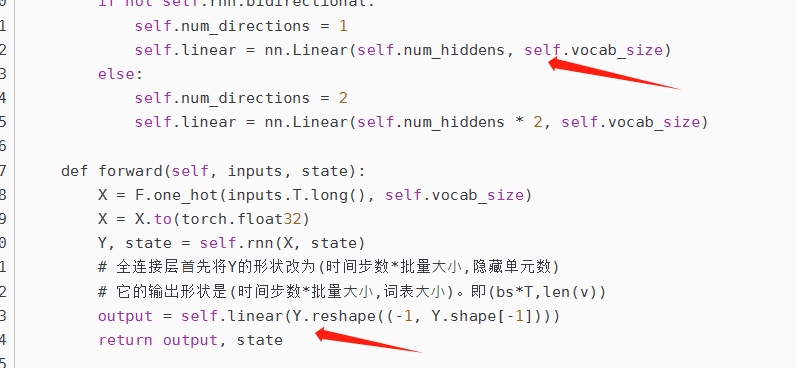 if not self.rnn.bidirectional:
1 self.num_directions = 1
2 self.linear = nn.Linear(self.num_hiddens, self.vocab_size)
3 else:
4 self.num_directions = 2
5 self.linear = nn.Linear(self.num_hiddens * 2, self.vocab_size)
6
7 def forward(self, inputs, state):
8 X = F.one_hot(inputs.T.long(), self.vocab_size)
9 X = X.to(torch.float32)
0 Y, state = self.rnn(X, state)
1 # 全连接层首先将Y的形状改为(时间步数*批量大小,隐藏单元数)
2 # 它的输出形状是(时间步数*批量大小,词表大小)。即(bs*T,len(v))
3 output = self.linear(Y.reshape((-1, Y.shape[-1])))
4 return output, state
5